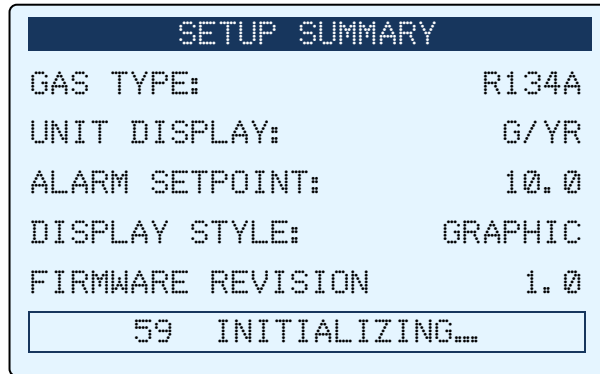 SETUP SUMMARY
GAS TYPE: R134A
UNIT DISPLAY: G/YR
ALARM SETPOINT: 10.0
DISPLAY STYLE: GRAPHIC
FIRMWARE REVISION 1.0
59 INITIALIZING...